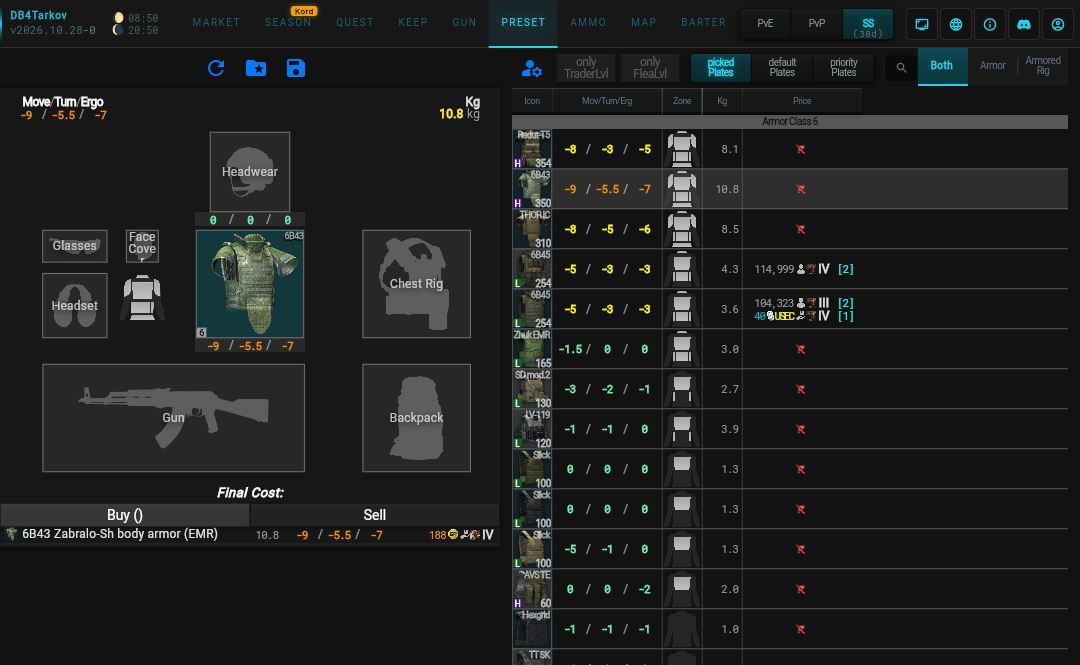 DB4Tarkov
v2026.10.28-0
08:50
20:50
MARKET
SEASON
Kord
QUEST
KEEP
GUN
PRESET
AMMO
MAP
BARTER
PvE
PvP
SS
(38d)
only
TraderLvl
only
FleaLvl
picked
Plates
default
Plates
priority
Plates
Both
Armor
Armored
Rig
Move/Turn/Ergo
-9 / -5.5 / -7
Kg
10.8 kg
Headwear
0 / 0 / 0
Glasses
Face
Cove
r
Headset
6B43
6
-9 / -5.5 / -7
Chest Rig
Gun
Backpack
Final Cost:
Buy ()
Sell
6B43 Zabralo-Sh body armor (EMR) 10.8 -9 / -5.5 / -7 188 IV
Icon Mov/Turn/Erg Zone Kg Price
Armor Class 6
Redut-T5 H 354 -8 / -3 / -5 8.1
6B43 H 350 -9 / -5.5 / -7 10.8
THORIC 310 -8 / -5 / -6 8.5
6B45 L 254 -5 / -3 / -3 4.3 114,999 IV [2]
6B45 L 254 -5 / -3 / -3 3.6 104,323 III [2]
40 USEC IV [1]
Zhuk EMR L 165 -1.5 / 0 / 0 3.0
SD mod.2 L 130 -3 / -2 / -1 2.7
LV-119 L 120 -1 / -1 / 0 3.9
Slick L 100 0 / 0 / 0 1.3
Slick L 100 0 / 0 / 0 1.3
Slick L 100 -5 / -1 / 0 1.3
AVSTE H 60 0 / 0 / -2 2.0
Hexgrid -1 / -1 / -1 1.0
TTSK